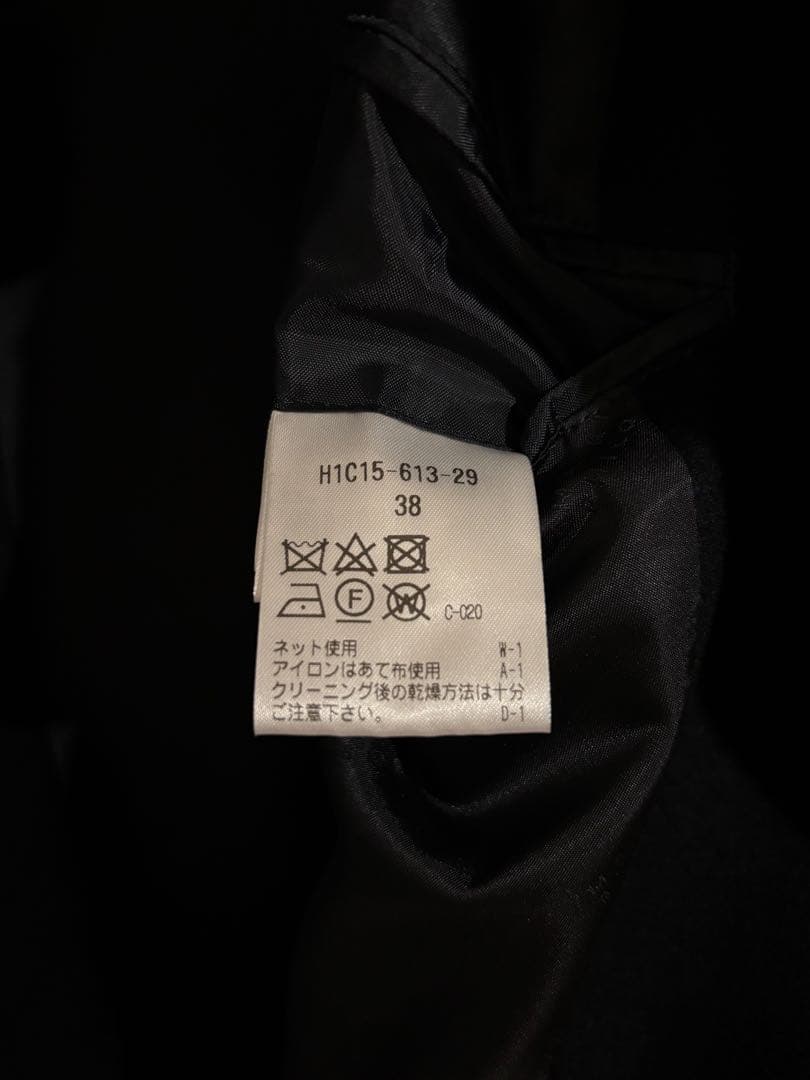 H1C15-613-29
38
F W C-020
ネット使用 W-1
アイロンはあて布使用 A-1
クリーニング後の乾燥方法は十分
ご注意下さい。 D-1